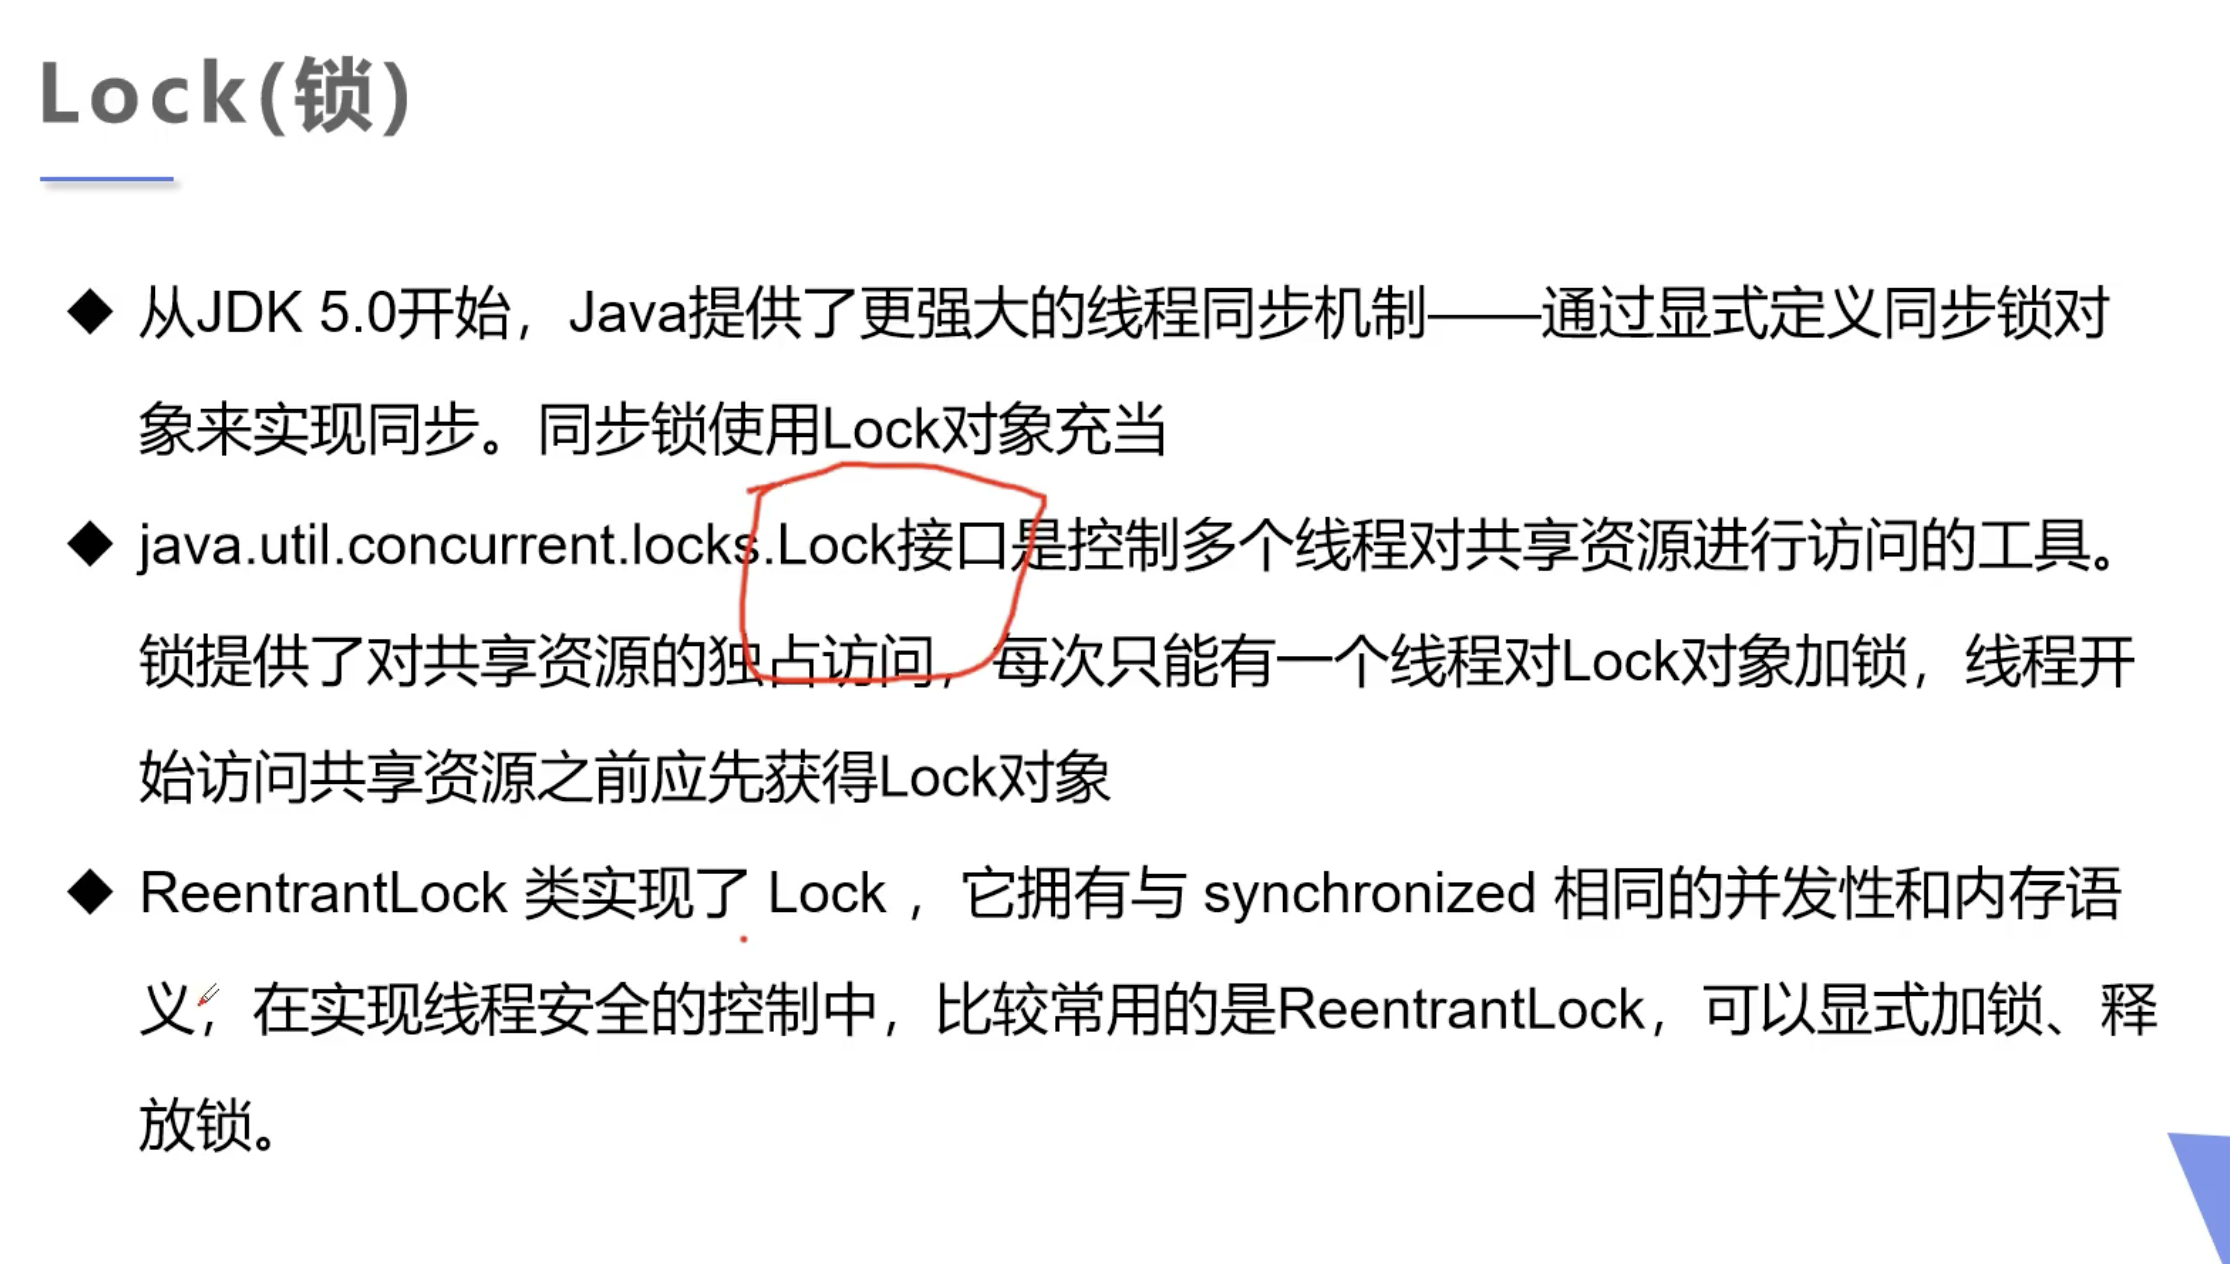 Lock(锁)
◆ 从JDK 5.0开始，Java提供了更强大的线程同步机制——通过显式定义同步锁对
象来实现同步。同步锁使用Lock对象充当
◆ java.util.concurrent.locks.Lock接口是控制多个线程对共享资源进行访问的工具。
锁提供了对共享资源的独占访问，每次只能有一个线程对Lock对象加锁，线程开
始访问共享资源之前应先获得Lock对象
◆ ReentrantLock 类实现了 Lock ，它拥有与 synchronized 相同的并发性和内存语
义，在实现线程安全的控制中，比较常用的是ReentrantLock，可以显式加锁、释
放锁。